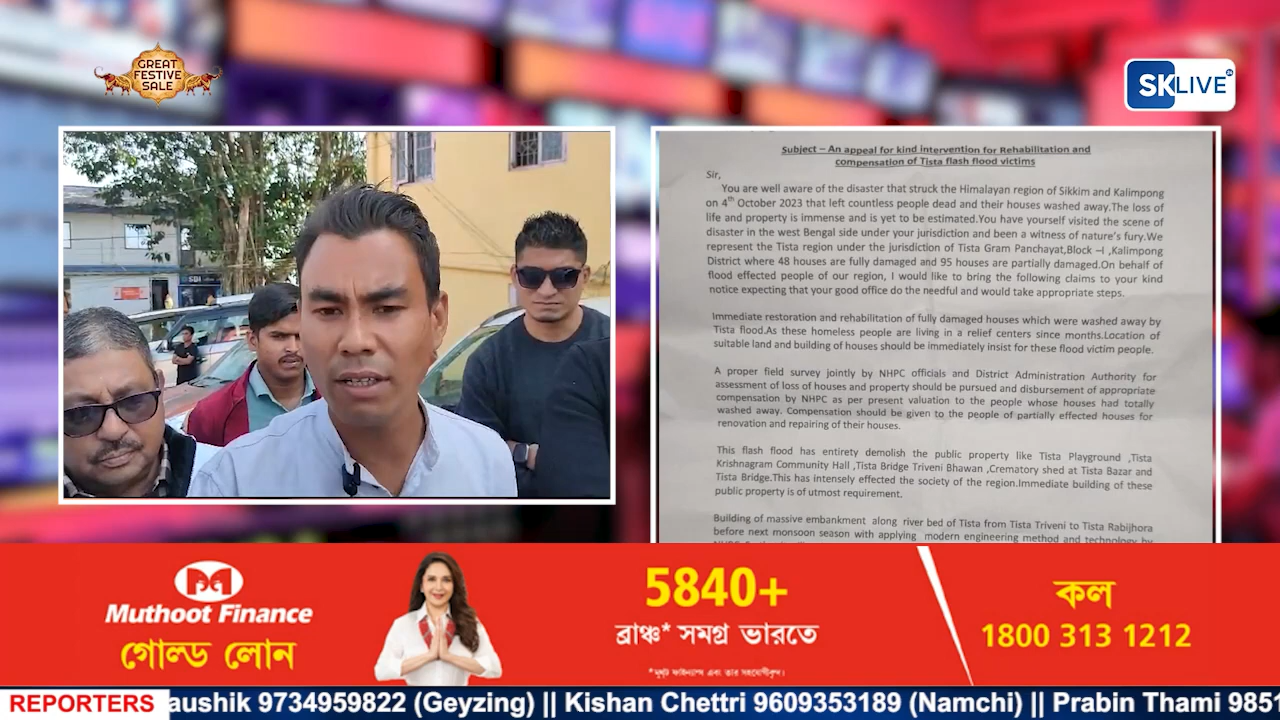 GREAT
FESTIVE
SALE
SKLIVE
24
SBI
Subject – An appeal for kind intervention for Rehabilitation and
compensation of Tista flash flood victims
Sir,
You are well aware of the disaster that struck the Himalayan region of Sikkim and Kalimpong
on 4th October 2023 that left countless people dead and their houses washed away.The loss of
life and property is immense and is yet to be estimated.You have yourself visited the scene of
disaster in the west Bengal side under your jurisdiction and been a witness of nature's fury.We
represent the Tista region under the jurisdiction of Tista Gram Panchayat,Block –I ,Kalimpong
District where 48 houses are fully damaged and 95 houses are partially damaged.On behalf of
flood effected people of our region, I would like to bring the following claims to your kind
notice expecting that your good office do the needful and would take appropriate steps.
Immediate restoration and rehabilitation of fully damaged houses which were washed away by
Tista flood.As these homeless people are living in a relief centers since months.Location of
suitable land and building of houses should be immediately insist for these flood victim people.
A proper field survey jointly by NHPC officials and District Administration Authority for
assessment of loss of houses and property should be pursued and disbursement of appropriate
compensation by NHPC as per present valuation to the people whose houses had totally
washed away. Compensation should be given to the people of partially effected houses for
renovation and repairing of their houses.
This flash flood has entirety demolish the public property like Tista Playground ,Tista
Krishnagram Community Hall ,Tista Bridge Triveni Bhawan ,Crematory shed at Tista Bazar and
Tista Bridge.This has intensely effected the society of the region.Immediate building of these
public property is of utmost requirement.
Building of massive embankment along river bed of Tista from Tista Triveni to Tista Rabijhora
before next monsoon season with applying modern engineering method and technology by
Muthoot Finance
গোল্ড লোন
5840+
ব্রাঞ্চ* সমগ্র ভারতে
*মুথুট ফাইন্যান্স এবং তার সহযোগীবৃন্দ।
কল
1800 313 1212
REPORTERS
aushik 9734959822 (Geyzing) || Kishan Chettri 9609353189 (Namchi) || Prabin Thami 9851